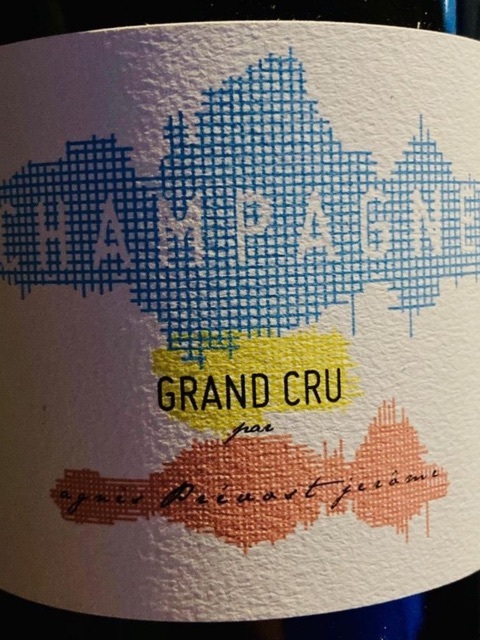 CHAMPAGNE
GRAND CRU
par
agnès Prévost jérôme